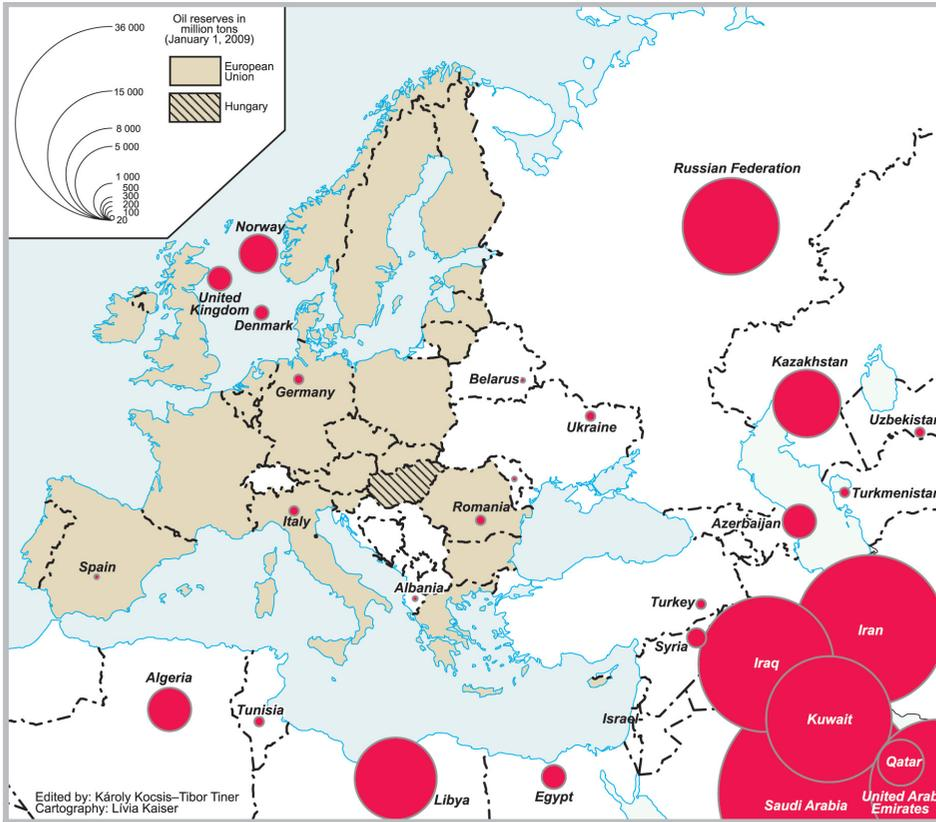 Oil reserves in
million tons
(January 1, 2009)
36 000
15 000
8 000
5 000
1 000
500
300
200
100
20
European
Union
Hungary
Russian Federation
Norway
United
Kingdom
Denmark
Kazakhstan
Germany
Belarus
Ukraine
Uzbekistan
Turkmenistan
Romania
Italy
Azerbaijan
Spain
Albania
Turkey
Iran
Syria
Iraq
Algeria
Tunisia
Israel
Kuwait
Qatar
Libya
Egypt
Saudi Arabia
United Arab
Emirates
Edited by: Károly Kocsis–Tibor Tiner
Cartography: Lívia Kaiser